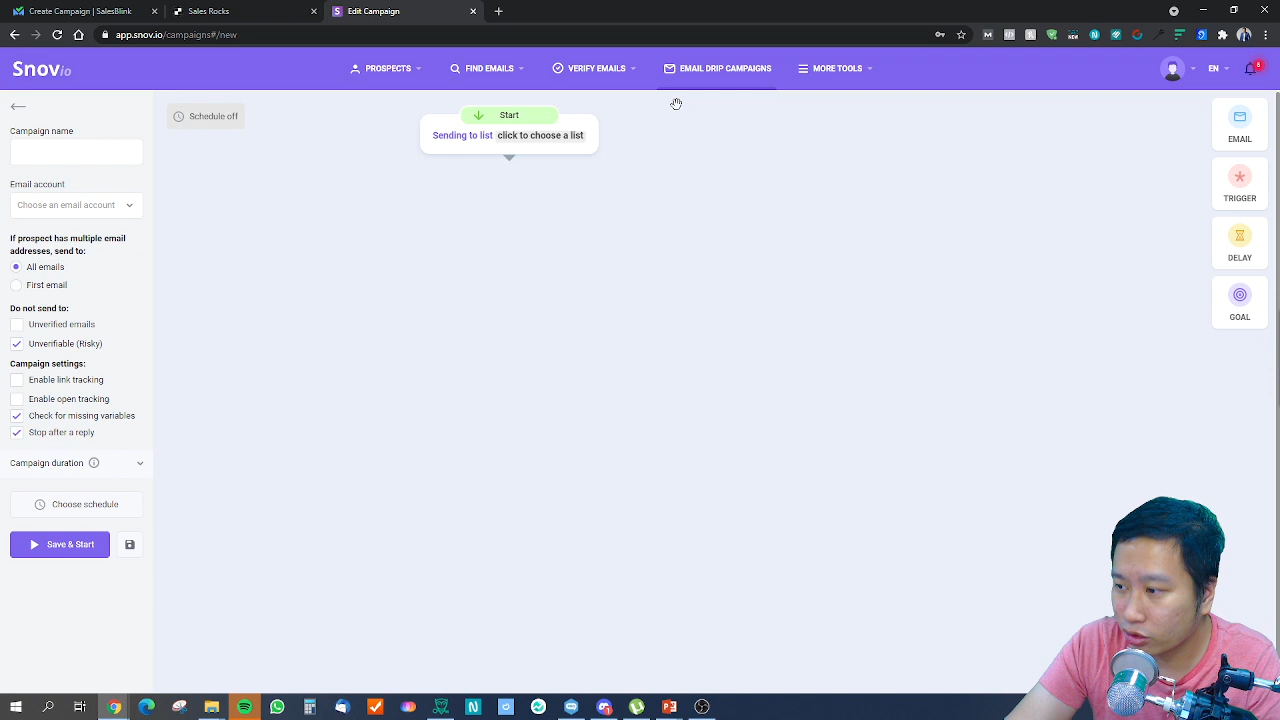 Create Campaign | Saleslink
Sales Rocks
Edit Campaign
app.snov.io/campaigns#/new
Snov.io
PROSPECTS
FIND EMAILS
VERIFY EMAILS
EMAIL DRIP CAMPAIGNS
MORE TOOLS
EN
Schedule off
Start
Sending to list click to choose a list
Campaign name
Email account
Choose an email account
If prospect has multiple email
addresses, send to:
All emails
First email
Do not send to:
Unverified emails
Unverifiable (Risky)
Campaign settings:
Enable link tracking
Enable open tracking
Check for missing variables
Stop after a reply
Campaign duration
Choose schedule
Save & Start
EMAIL
TRIGGER
DELAY
GOAL